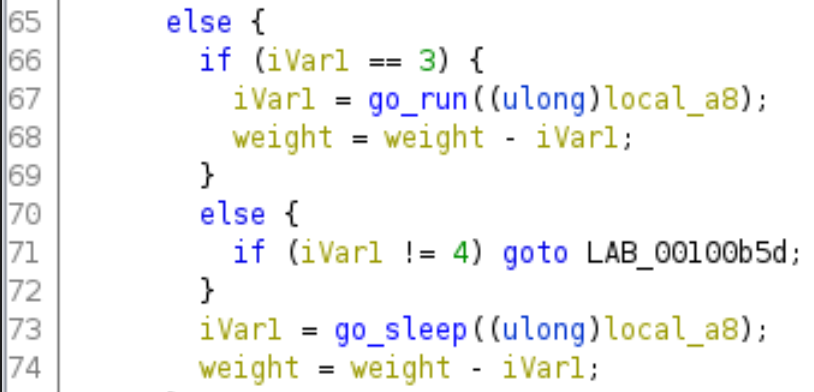 65 else {
66 if (iVar1 == 3) {
67 iVar1 = go_run((ulong)local_a8);
68 weight = weight - iVar1;
69 }
70 else {
71 if (iVar1 != 4) goto LAB_00100b5d;
72 }
73 iVar1 = go_sleep((ulong)local_a8);
74 weight = weight - iVar1;